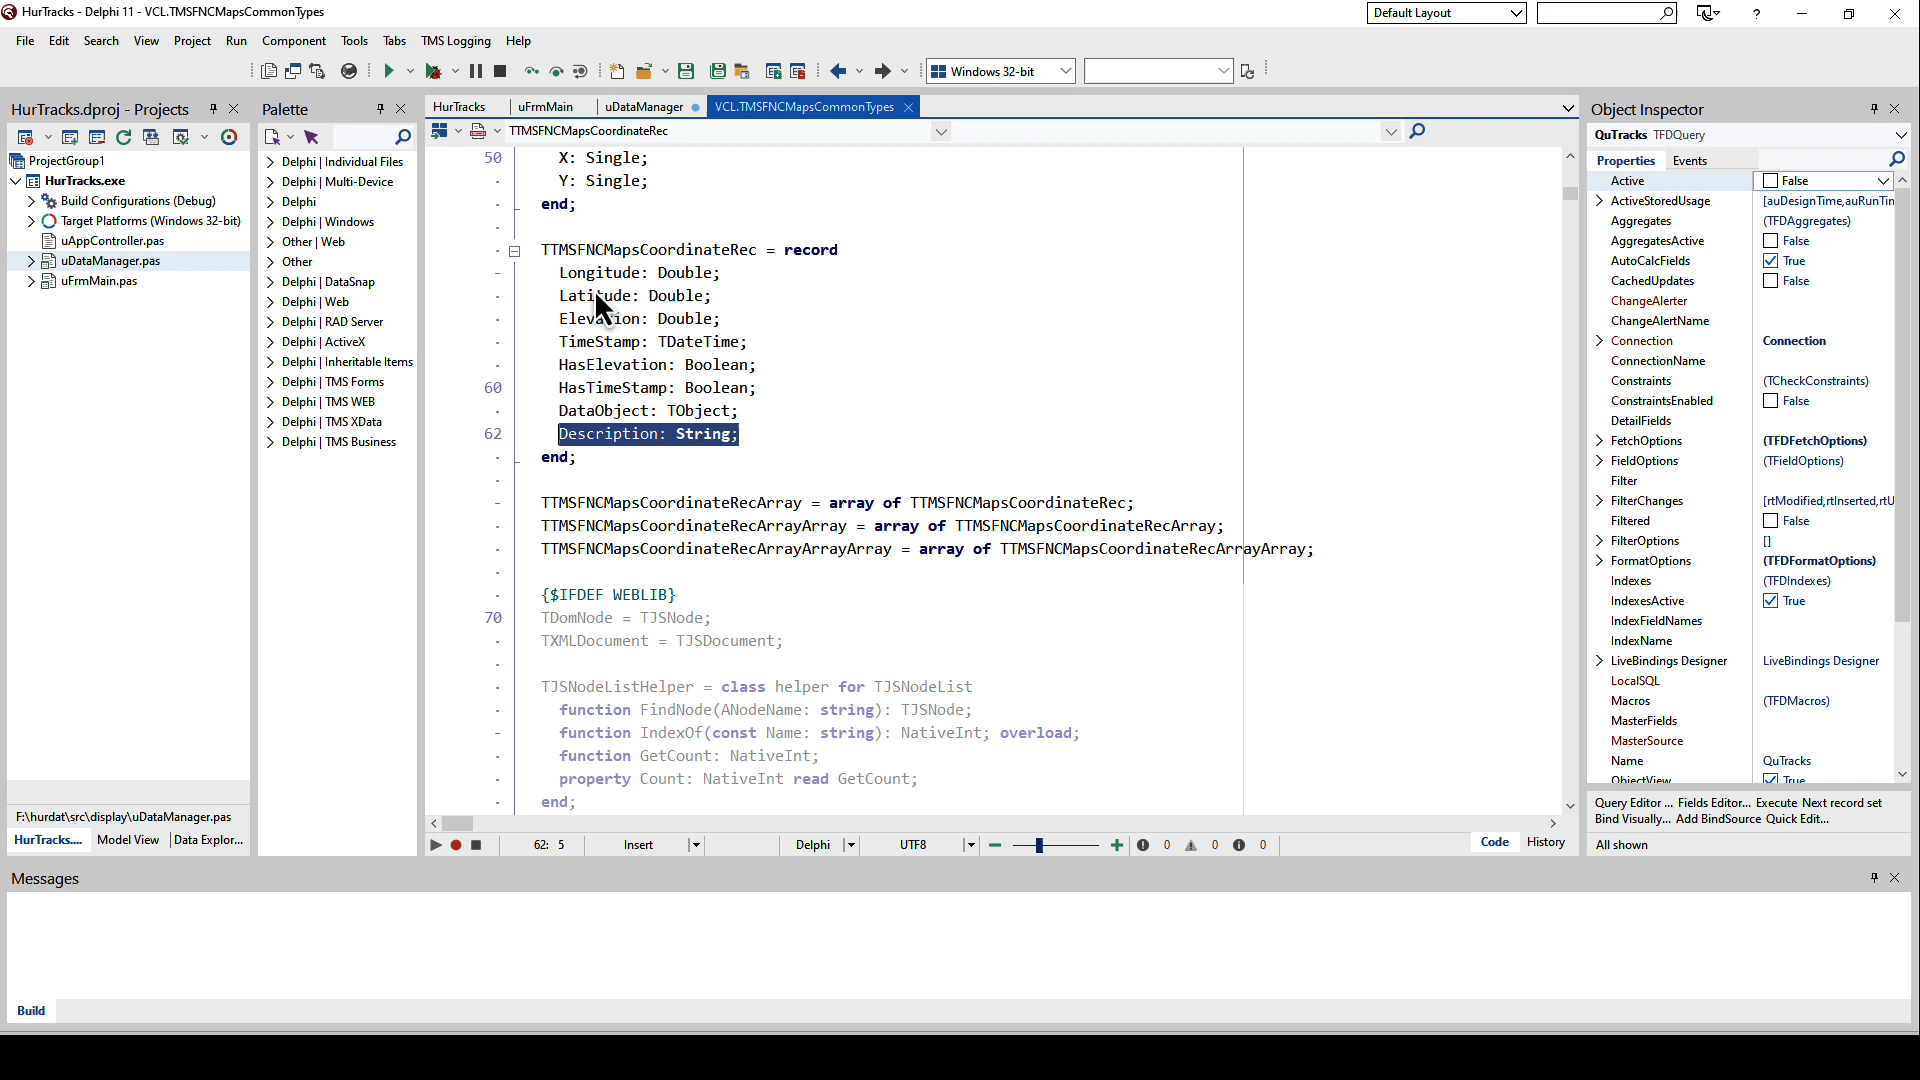 HurTracks - Delphi 11 - VCL.TMSFNCMapsCommonTypes
Default Layout
File Edit Search View Project Run Component Tools Tabs TMS Logging Help
Windows 32-bit
HurTracks.dproj - Projects
ProjectGroup1
HurTracks.exe
Build Configurations (Debug)
Target Platforms (Windows 32-bit)
uAppController.pas
uDataManager.pas
uFrmMain.pas
F:\hurdat\src\display\uDataManager.pas
HurTracks.... Model View Data Explor...
Palette
Delphi | Individual Files
Delphi | Multi-Device
Delphi
Delphi | Windows
Other | Web
Other
Delphi | DataSnap
Delphi | Web
Delphi | RAD Server
Delphi | ActiveX
Delphi | Inheritable Items
Delphi | TMS Forms
Delphi | TMS WEB
Delphi | TMS XData
Delphi | TMS Business
HurTracks uFrmMain uDataManager VCL.TMSFNCMapsCommonTypes
TTMSFNCMapsCoordinateRec
50 X: Single;
Y: Single;
end;
TTMSFNCMapsCoordinateRec = record
Longitude: Double;
Latitude: Double;
Elevation: Double;
TimeStamp: TDateTime;
HasElevation: Boolean;
60 HasTimeStamp: Boolean;
DataObject: TObject;
62 Description: String;
end;
TTMSFNCMapsCoordinateRecArray = array of TTMSFNCMapsCoordinateRec;
TTMSFNCMapsCoordinateRecArrayArray = array of TTMSFNCMapsCoordinateRecArray;
TTMSFNCMapsCoordinateRecArrayArrayArray = array of TTMSFNCMapsCoordinateRecArrayArray;
{$IFDEF WEBLIB}
70 TDomNode = TJSNode;
TXMLDocument = TJSDocument;
TJSNodeListHelper = class helper for TJSNodeList
function FindNode(ANodeName: string): TJSNode;
function IndexOf(const Name: string): NativeInt; overload;
function GetCount: NativeInt;
property Count: NativeInt read GetCount;
end;
62: 5 Insert Delphi UTF8 0 0 0 Code History
Object Inspector
QuTracks TFDQuery
Properties Events
Active False
ActiveStoredUsage [auDesignTime,auRunTin
Aggregates (TFDAggregates)
AggregatesActive False
AutoCalcFields True
CachedUpdates False
ChangeAlerter
ChangeAlertName
Connection Connection
ConnectionName
Constraints (TCheckConstraints)
ConstraintsEnabled False
DetailFields
FetchOptions (TFDFetchOptions)
FieldOptions (TFieldOptions)
Filter
FilterChanges [rtModified,rtInserted,rtU
Filtered False
FilterOptions []
FormatOptions (TFDFormatOptions)
Indexes (TFDIndexes)
IndexesActive True
IndexFieldNames
IndexName
LiveBindings Designer LiveBindings Designer
LocalSQL
Macros (TFDMacros)
MasterFields
MasterSource
Name QuTracks
ObjectView True
Query Editor ... Fields Editor... Execute Next record set
Bind Visually... Add BindSource Quick Edit...
All shown
Messages
Build